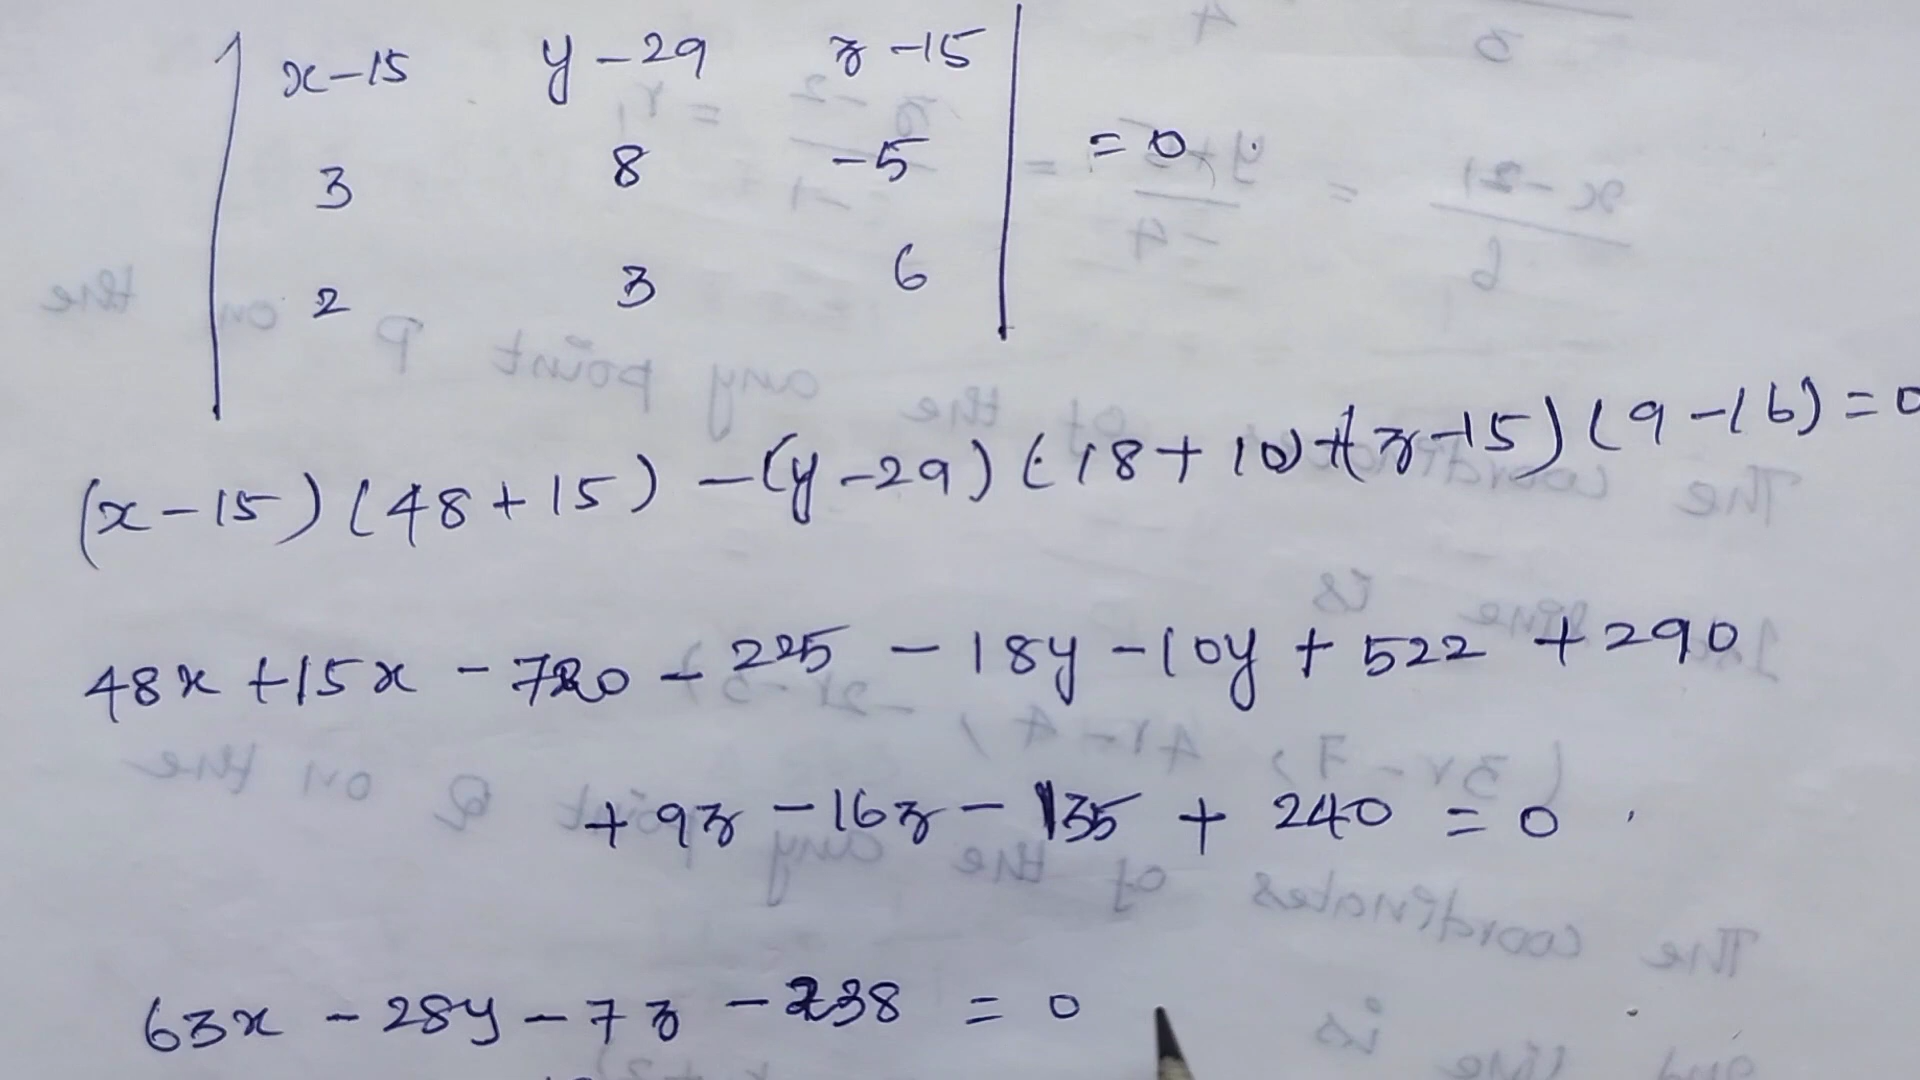 | x-15 y-29 z-15 |
| 3 8 -5 | = 0
| 2 3 6 |
(x-15)(48+15) -(y-29)(18+10)+(z-15)(9-16)=0
48x+15x-720-225-18y-10y+522+290
+9z-16z-135+240=0.
63x-28y-7z-238=0